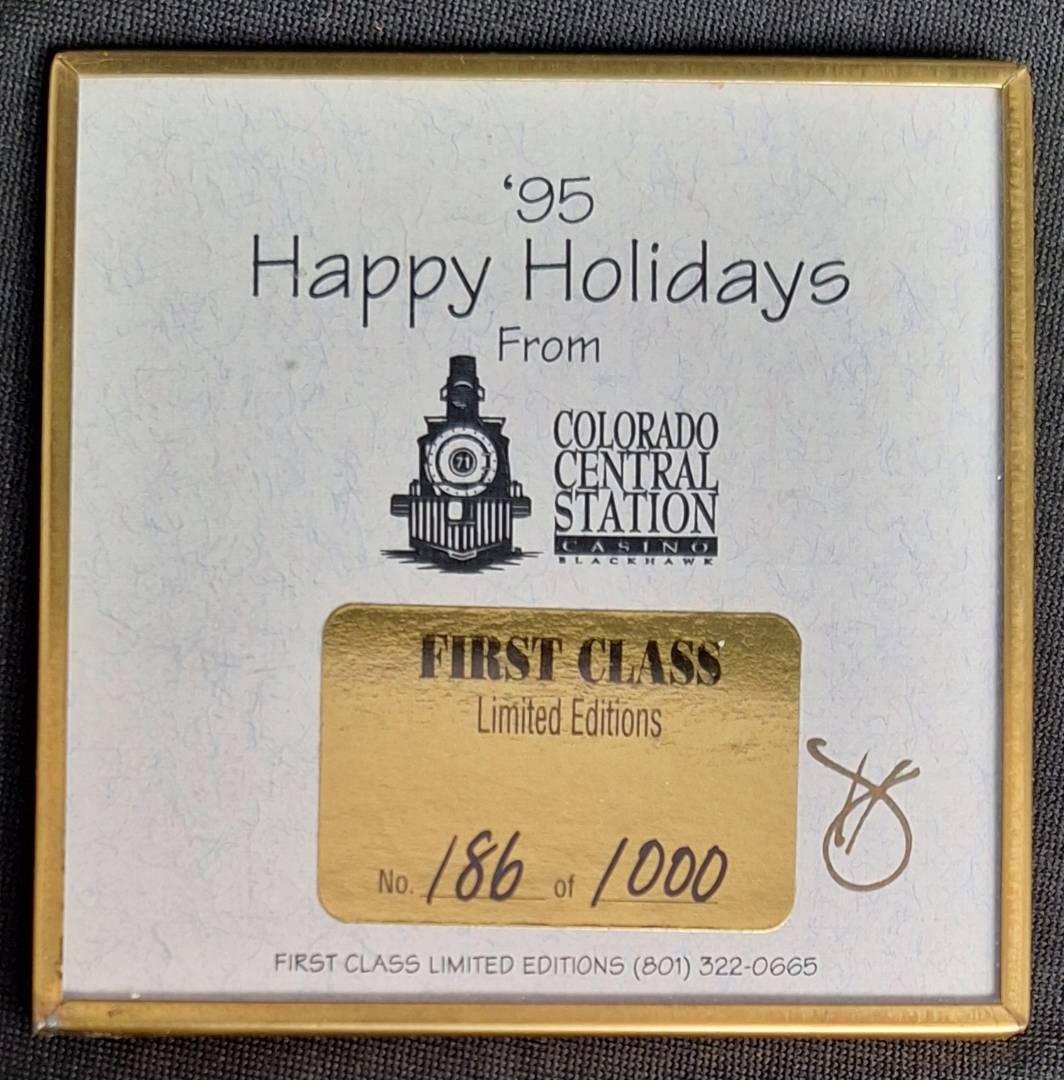 ‘95
Happy Holidays
From
71
COLORADO
CENTRAL
STATION
CASINO
BLACKHAWK
FIRST CLASS
Limited Editions
No. 186 of 1000
FIRST CLASS LIMITED EDITIONS (801) 322-0665